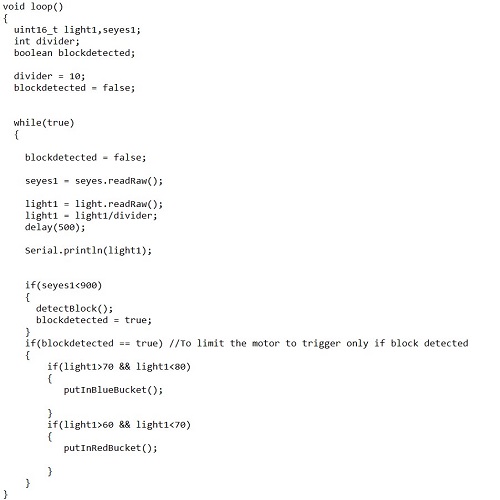 void loop()
{
  uint16_t light1,seyes1;
  int divider;
  boolean blockdetected;

  divider = 10;
  blockdetected = false;


  while(true)
  {

    blockdetected = false;

    seyes1 = seyes.readRaw();

    light1 = light.readRaw();
    light1 = light1/divider;
    delay(500);

    Serial.println(light1);


    if(seyes1<900)
    {
      detectBlock();
      blockdetected = true;
    }
    if(blockdetected == true) //To limit the motor to trigger only if block detected
    {
        if(light1>70 && light1<80)
        {
           putInBlueBucket();

        }
        if(light1>60 && light1<70)
        {
           putInRedBucket();

        }
    }
}